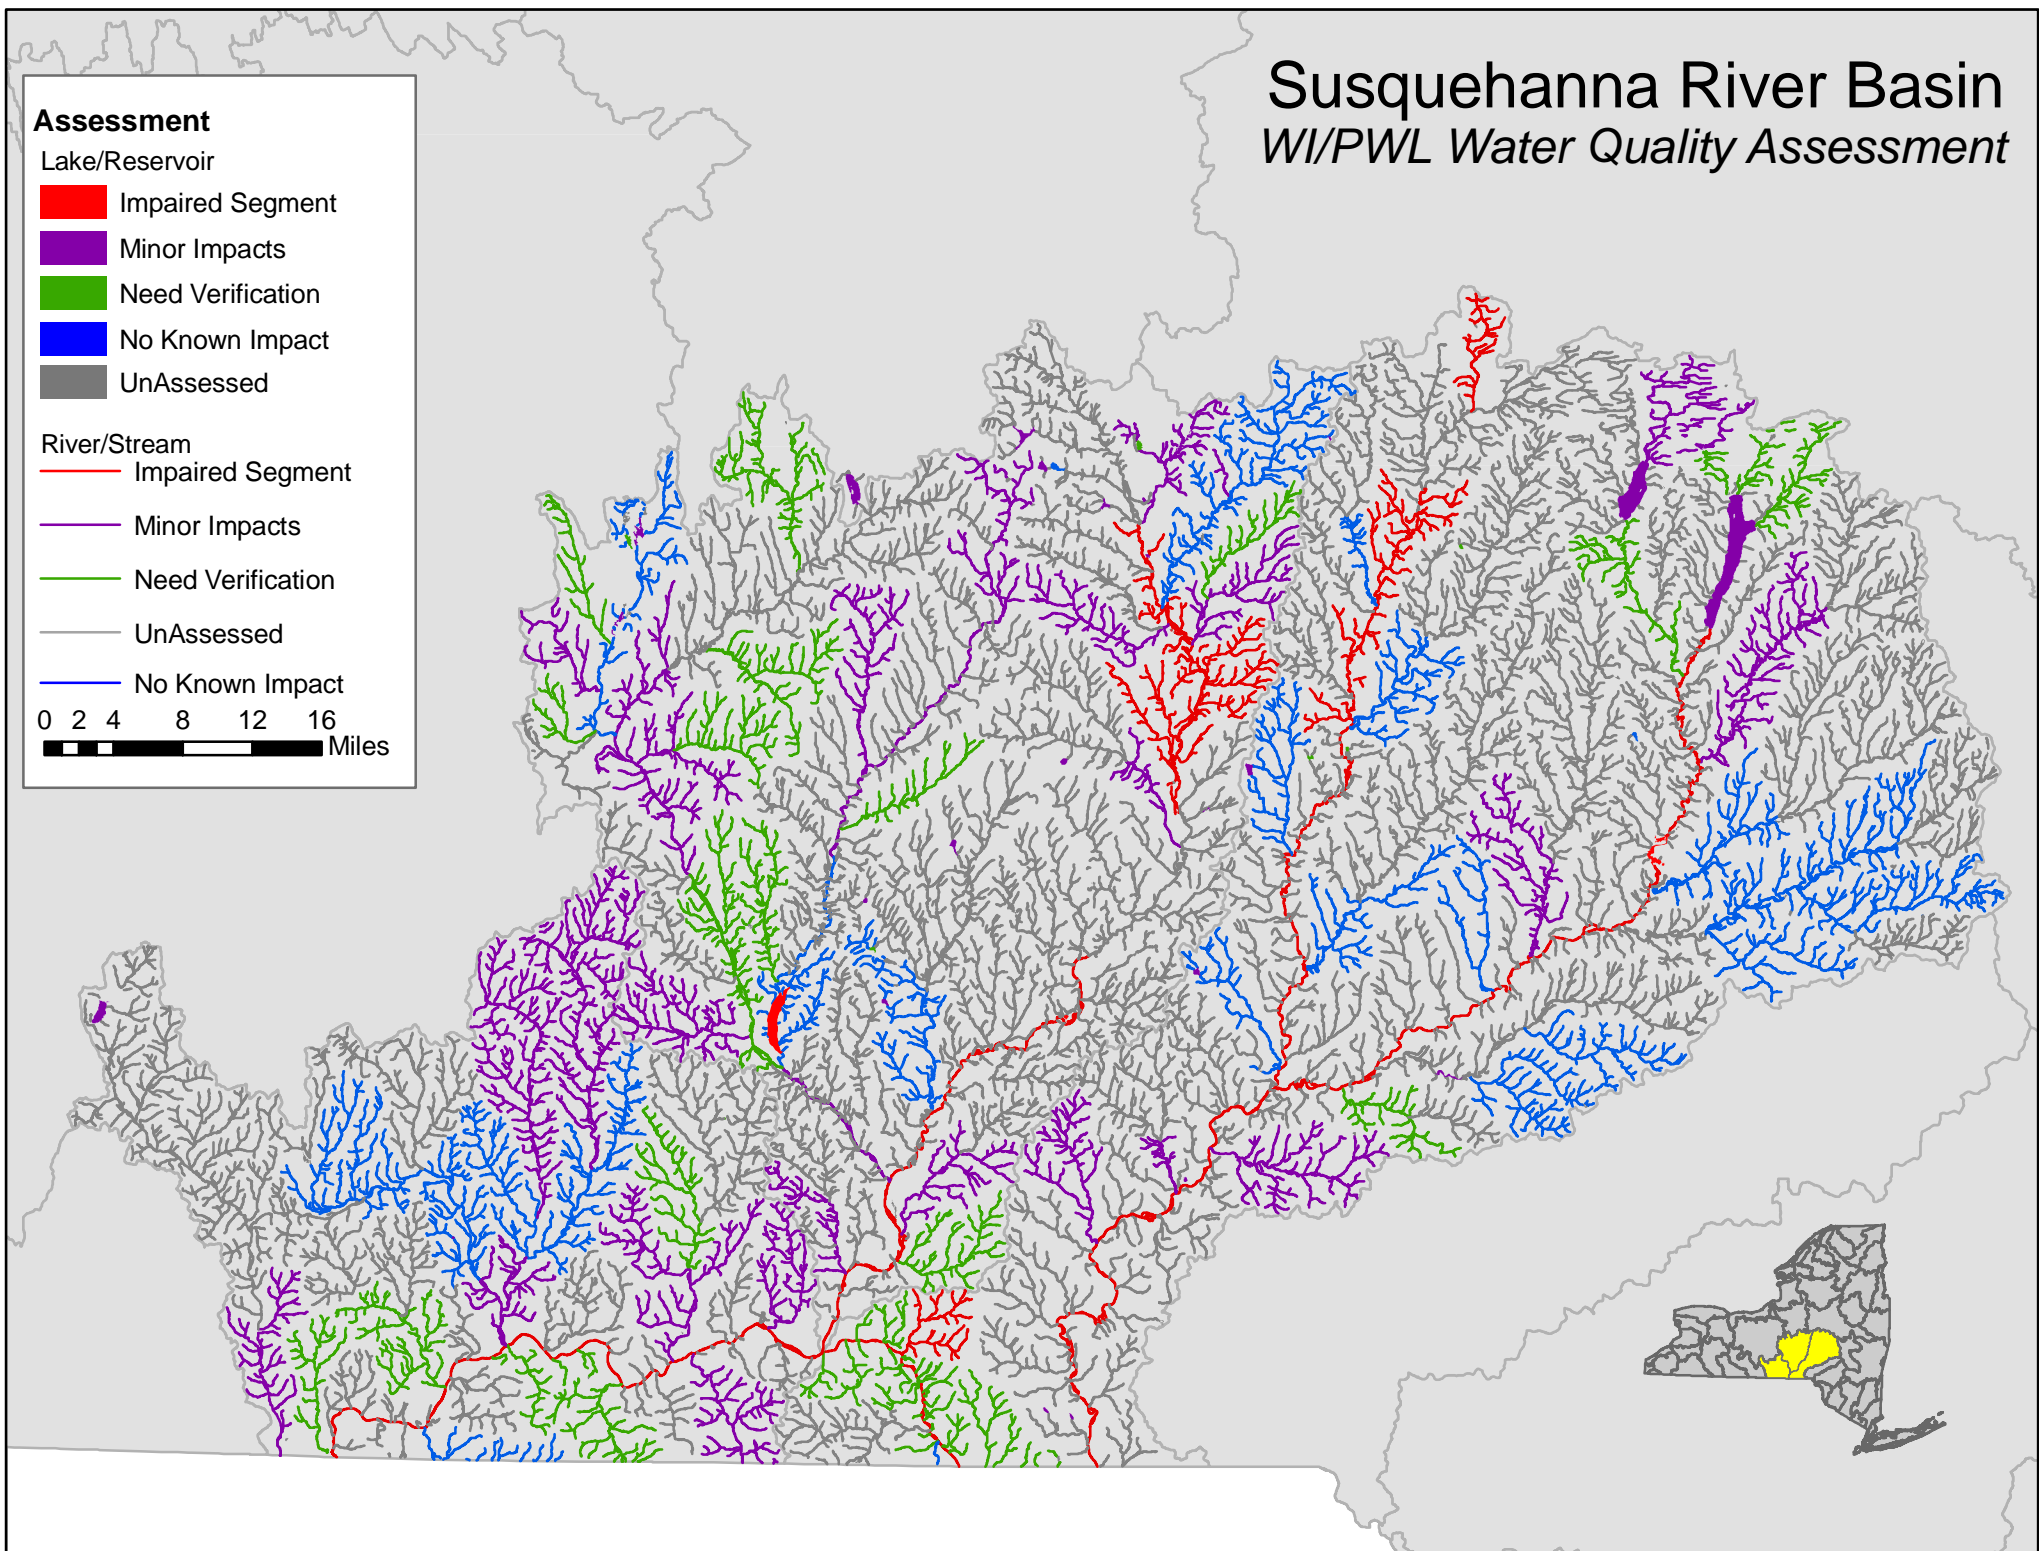 Susquehanna River Basin
WI/PWL Water Quality Assessment
Assessment
Lake/Reservoir
Impaired Segment
Minor Impacts
Need Verification
No Known Impact
UnAssessed
River/Stream
Impaired Segment
Minor Impacts
Need Verification
UnAssessed
No Known Impact
0 2 4 8 12 16
Miles